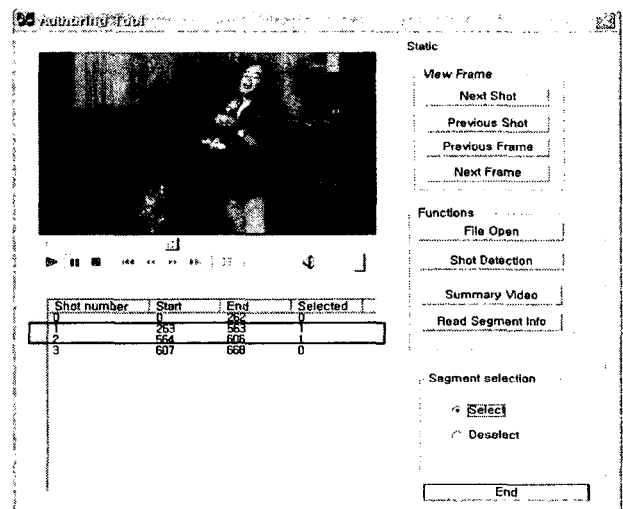 Authoring Tool
Static
View Frame
Next Shot
Previous Shot
Previous Frame
Next Frame
Functions
File Open
Shot Detection
Summary Video
Read Segment Info
Shot number Start End Selected
0 0 262 0
1 263 563 1
2 564 606 1
3 607 668 0
Segment selection
Select
Deselect
End